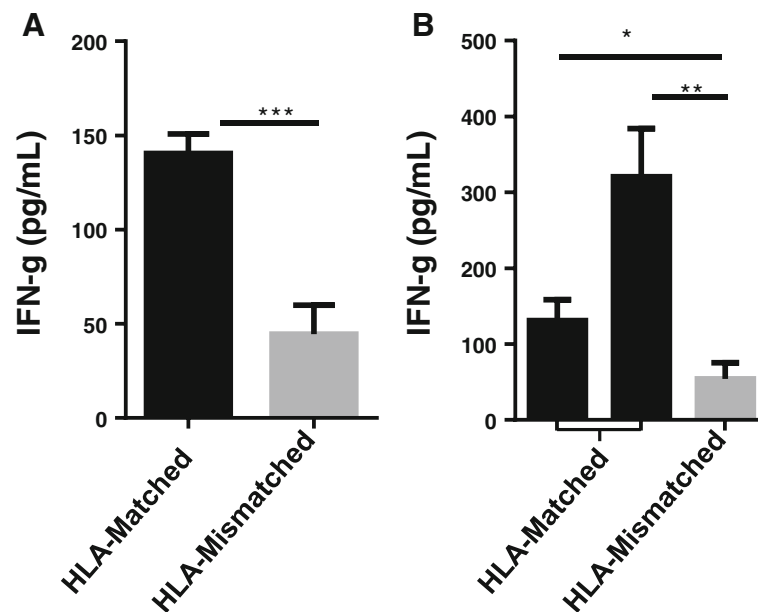 A
IFN-g (pg/mL)
200
150
100
50
0
***
HLA-Matched
HLA-Mismatched
B
IFN-g (pg/mL)
500
400
300
200
100
0
*
**
HLA-Matched
HLA-Mismatched